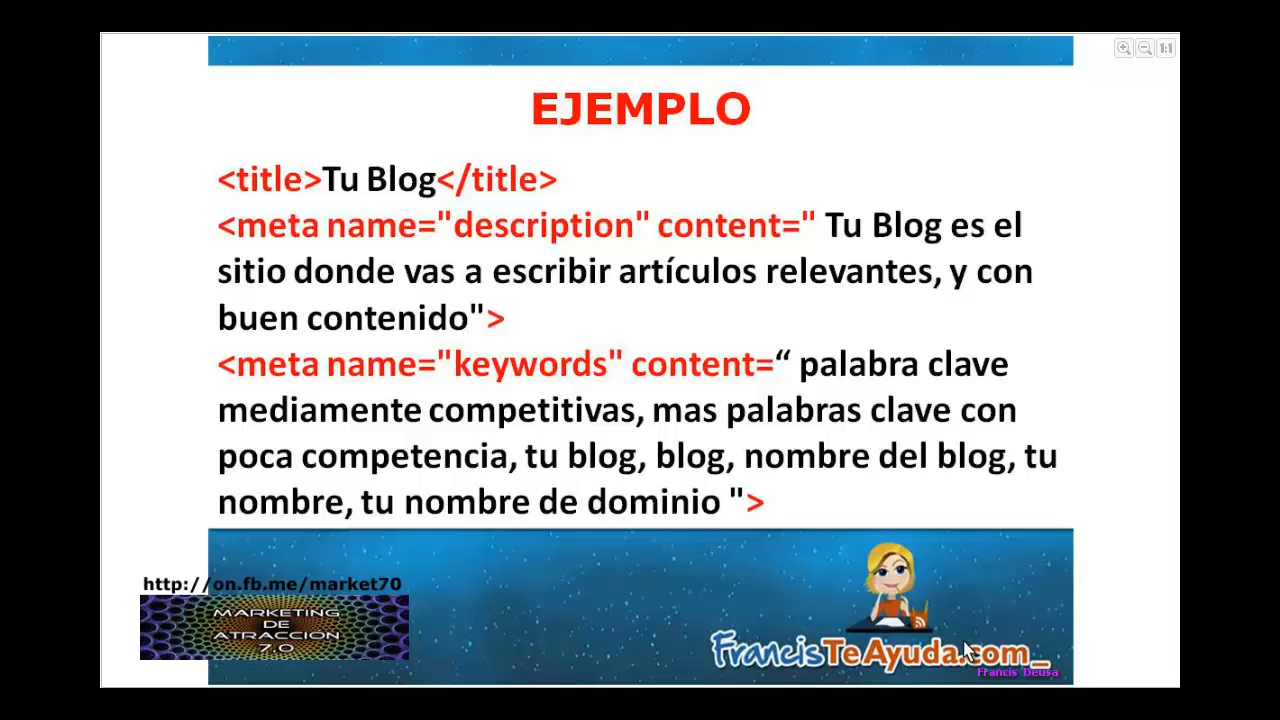 1:1
EJEMPLO
<title>Tu Blog</title>
<meta name="description" content=" Tu Blog es el
sitio donde vas a escribir artículos relevantes, y con
buen contenido">
<meta name="keywords" content=“ palabra clave
mediamente competitivas, mas palabras clave con
poca competencia, tu blog, blog, nombre del blog, tu
nombre, tu nombre de dominio ">
http://on.fb.me/market70
MARKETING
DE
ATRACCION
7.0
FrancisTeAyuda.com_
Francis Deusa